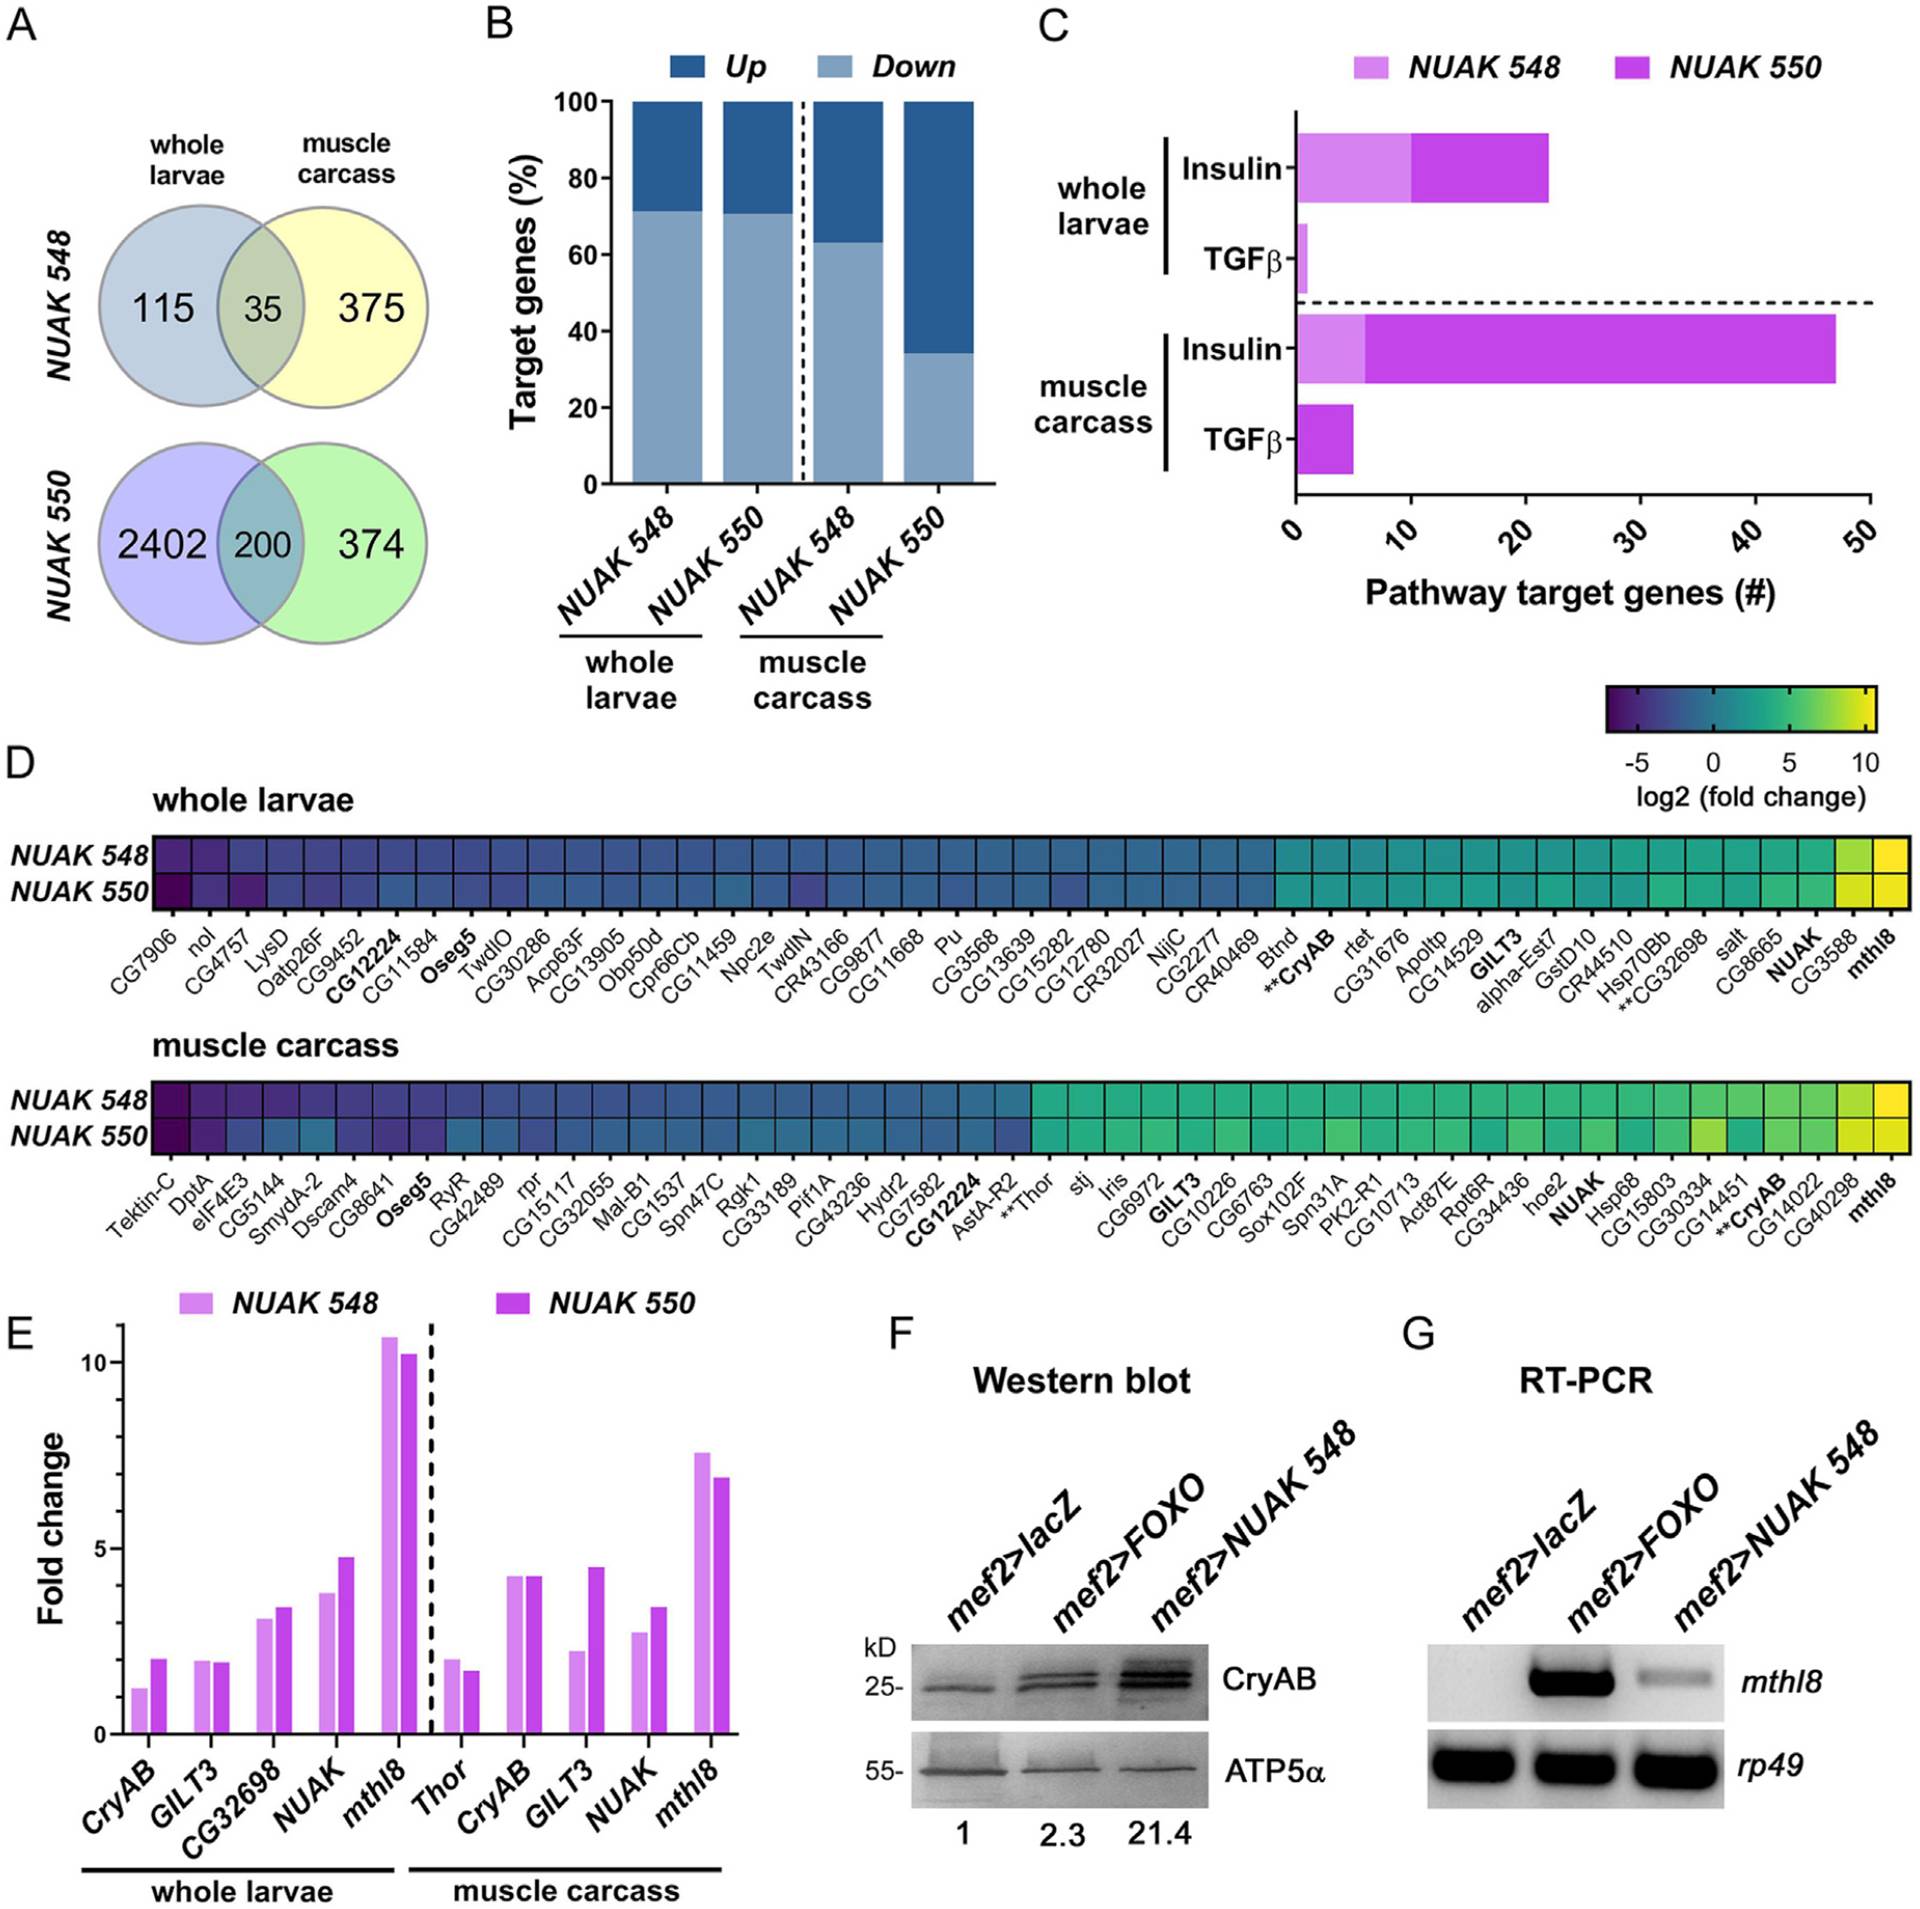 A
whole
larvae
muscle
carcass
NUAK 548
115
35
375
NUAK 550
2402
200
374
B
Up
Down
Target genes (%)
100
80
60
40
20
0
NUAK 548
NUAK 550
NUAK 548
NUAK 550
whole
larvae
muscle
carcass
C
NUAK 548
NUAK 550
whole
larvae
Insulin
TGFβ
muscle
carcass
Insulin
TGFβ
0
10
20
30
40
50
Pathway target genes (#)
-5
0
5
10
log2 (fold change)
D
whole larvae
NUAK 548
NUAK 550
CG7906
nol
CG4757
LysD
Oatp26F
CG9452
CG12224
CG11584
Oseg5
TwdlO
CG30286
Acp63F
CG13905
Obp50d
Cpr66Cb
CG11459
Npc2e
TwdlN
CR43166
CG9877
CG11668
Pu
CG3568
CG13639
CG15282
CG12780
CR32027
NijC
CG2277
CR40469
Btnd
**CryAB
rtet
CG31676
Apoltp
CG14529
GILT3
alpha-Est7
GstD10
CR44510
Hsp70Bb
**CG32698
salt
CG8665
NUAK
CG3588
mthl8
muscle carcass
NUAK 548
NUAK 550
Tektin-C
DptA
eIF4E3
CG5144
SmydA-2
Dscam4
CG8641
Oseg5
RyR
CG42489
rpr
CG15117
CG32055
Mal-B1
CG1537
Spn47C
Rgk1
CG33189
Pif1A
CG43236
Hydr2
CG7582
CG12224
AstA-R2
**Thor
stj
Iris
CG6972
GILT3
CG10226
CG6763
Sox102F
Spn31A
PK2-R1
CG10713
Act87E
Rpt6R
CG34436
hoe2
NUAK
Hsp68
CG15803
CG30334
CG14451
**CryAB
CG14022
CG40298
mthl8
E
NUAK 548
NUAK 550
Fold change
10
5
0
CryAB
GILT3
CG32698
NUAK
mthl8
Thor
CryAB
GILT3
NUAK
mthl8
whole larvae
muscle carcass
F
Western blot
mef2>lacZ
mef2>FOXO
mef2>NUAK 548
kD
25-
CryAB
55-
ATP5α
1
2.3
21.4
G
RT-PCR
mef2>lacZ
mef2>FOXO
mef2>NUAK 548
mthl8
rp49